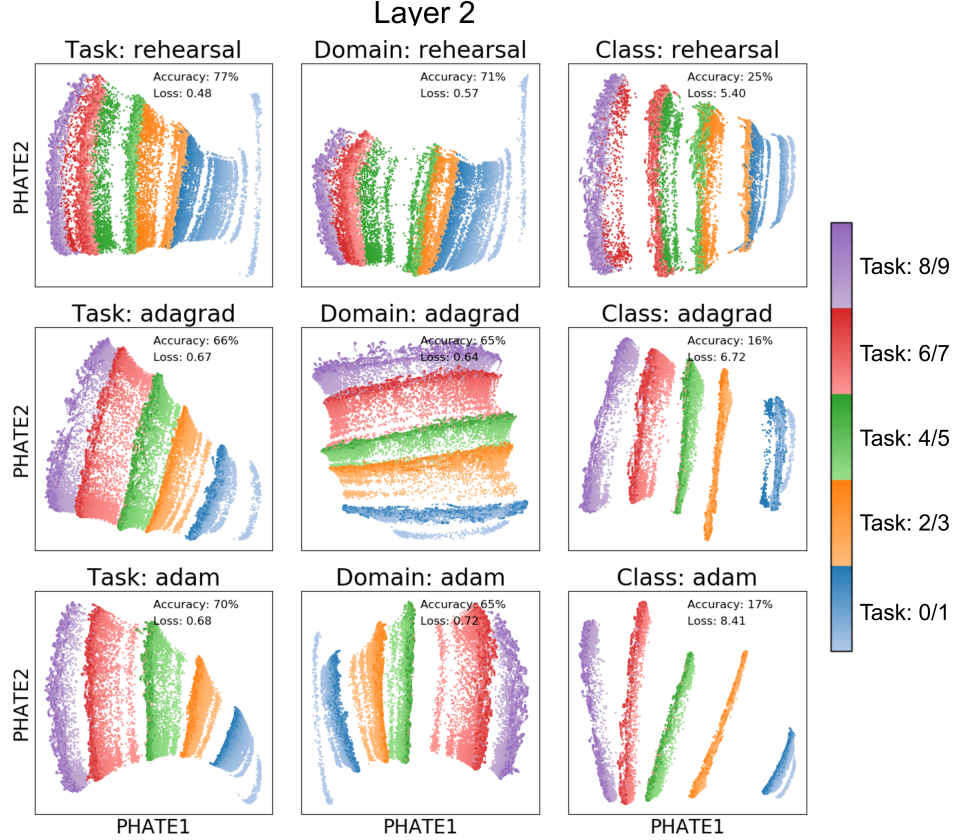 Layer 2
Task: rehearsal
Domain: rehearsal
Class: rehearsal
Accuracy: 77%
Loss: 0.48
Accuracy: 71%
Loss: 0.57
Accuracy: 25%
Loss: 5.40
PHATE2
Task: adagrad
Domain: adagrad
Class: adagrad
Accuracy: 66%
Loss: 0.67
Accuracy: 65%
Loss: 0.64
Accuracy: 16%
Loss: 6.72
PHATE2
Task: adam
Domain: adam
Class: adam
Accuracy: 70%
Loss: 0.68
Accuracy: 65%
Loss: 0.72
Accuracy: 17%
Loss: 8.41
PHATE2
PHATE1
PHATE1
PHATE1
Task: 8/9
Task: 6/7
Task: 4/5
Task: 2/3
Task: 0/1